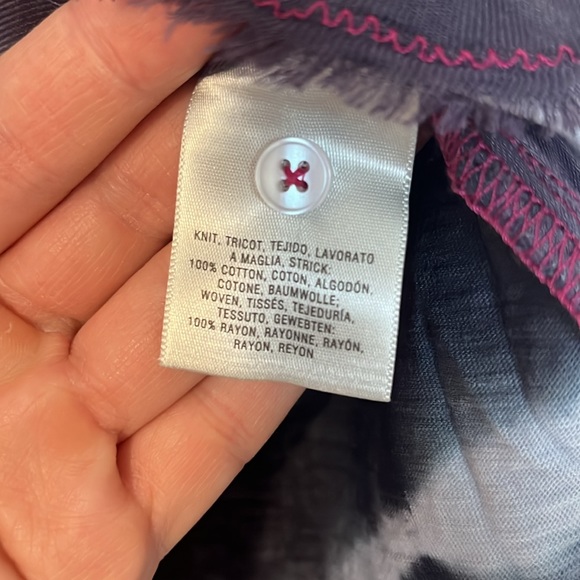 KNIT, TRICOT, TEJIDO, LAVORATO
A MAGLIA, STRICK:
100% COTTON, COTON, ALGODÓN,
COTONE, BAUMWOLLE;
WOVEN, TISSÉS, TEJEDURÍA,
TESSUTO, GEWEBTEN:
100% RAYON, RAYONNE, RAYÓN,
RAYON, REYON